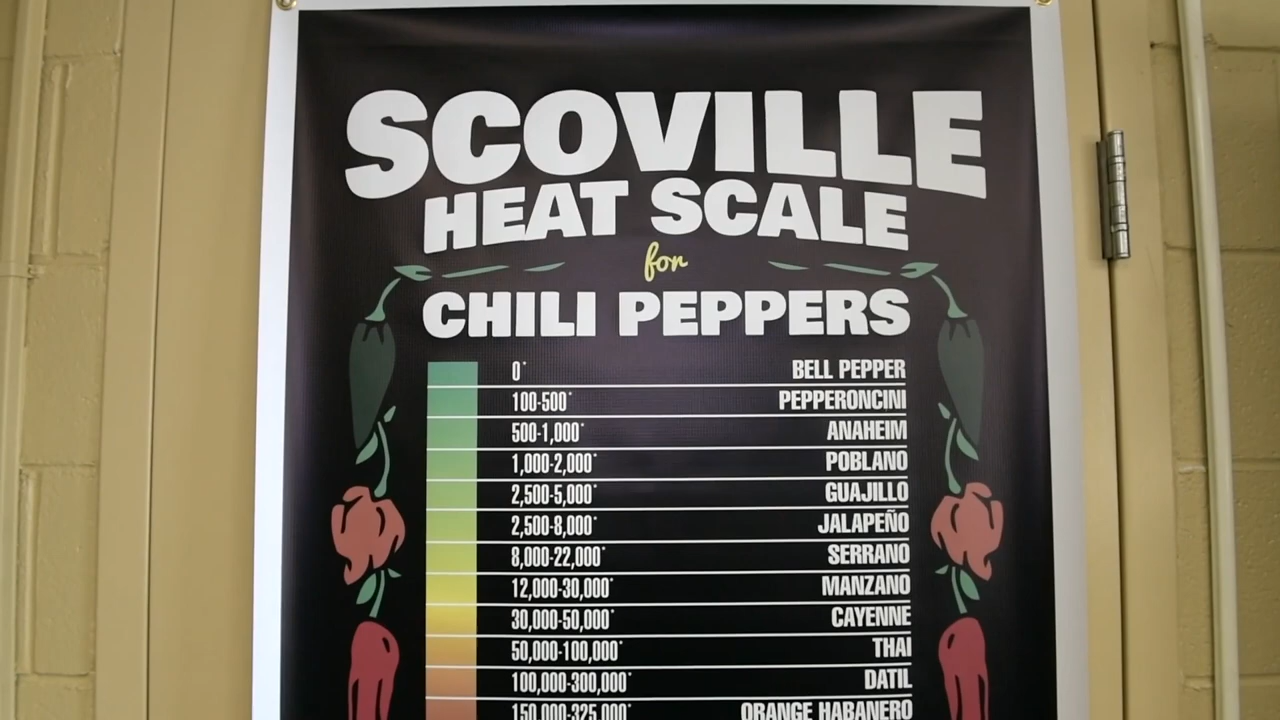 SCOVILLE
HEAT SCALE
for
CHILI PEPPERS
0* BELL PEPPER
100-500* PEPPERONCINI
500-1,000* ANAHEIM
1,000-2,000* POBLANO
2,500-5,000* GUAJILLO
2,500-8,000* JALAPEÑO
8,000-22,000* SERRANO
12,000-30,000* MANZANO
30,000-50,000* CAYENNE
50,000-100,000* THAI
100,000-300,000* DATIL
150,000-325,000* ORANGE HABANERO